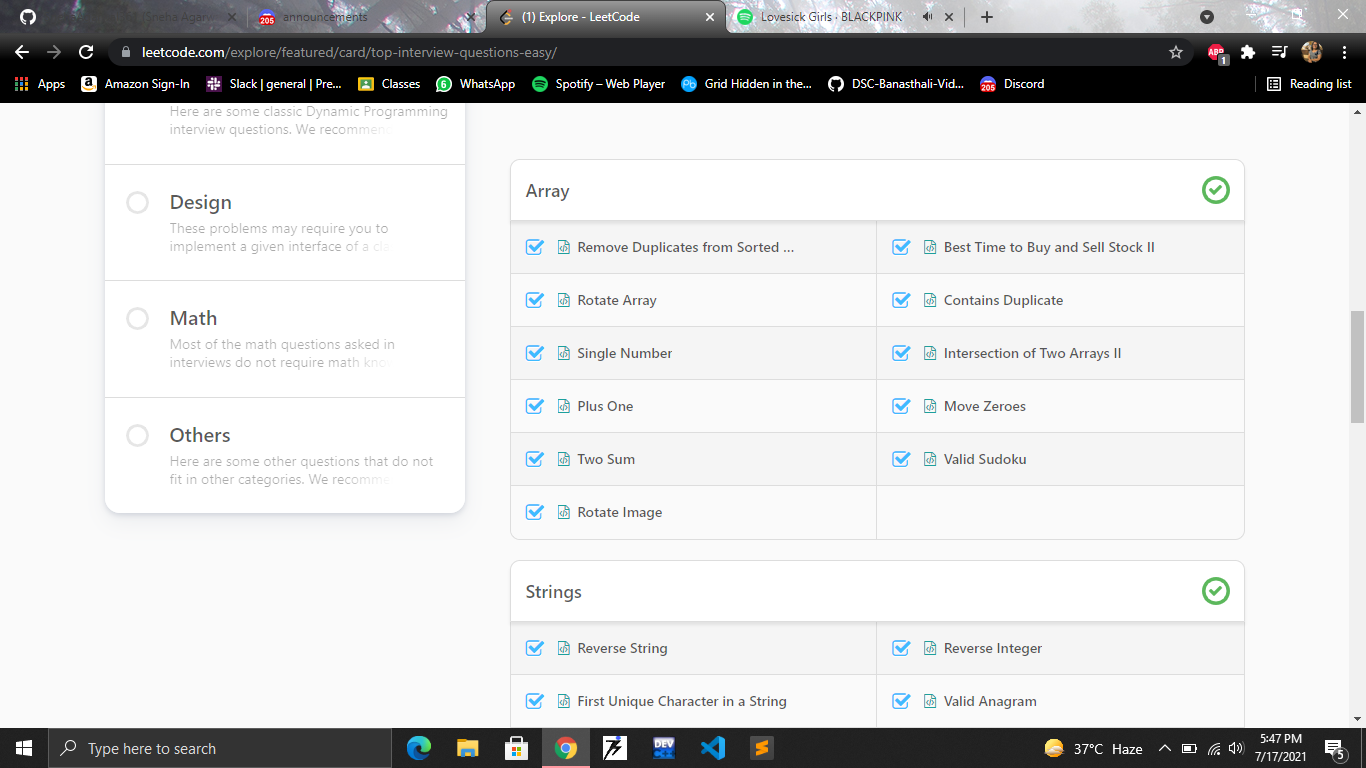 announcements
(1) Explore - LeetCode
Lovesick Girls · BLACKPINK
leetcode.com/explore/featured/card/top-interview-questions-easy/
ABP
1
Apps
Amazon Sign-In
Slack | general | Pre...
Classes
6
WhatsApp
Spotify – Web Player
Pb
Grid Hidden in the...
DSC-Banasthali-Vid...
205
Discord
Reading list
Here are some classic Dynamic Programming
interview questions. We recommend
Design
These problems may require you to
implement a given interface of a
Math
Most of the math questions asked in
interviews do not require math
Others
Here are some other questions that do not
fit in other categories. We
Array
Remove Duplicates from Sorted ...
Best Time to Buy and Sell Stock II
Rotate Array
Contains Duplicate
Single Number
Intersection of Two Arrays II
Plus One
Move Zeroes
Two Sum
Valid Sudoku
Rotate Image
Strings
Reverse String
Reverse Integer
First Unique Character in a String
Valid Anagram
Type here to search
DEV
37°C Haze
5:47 PM
7/17/2021
5